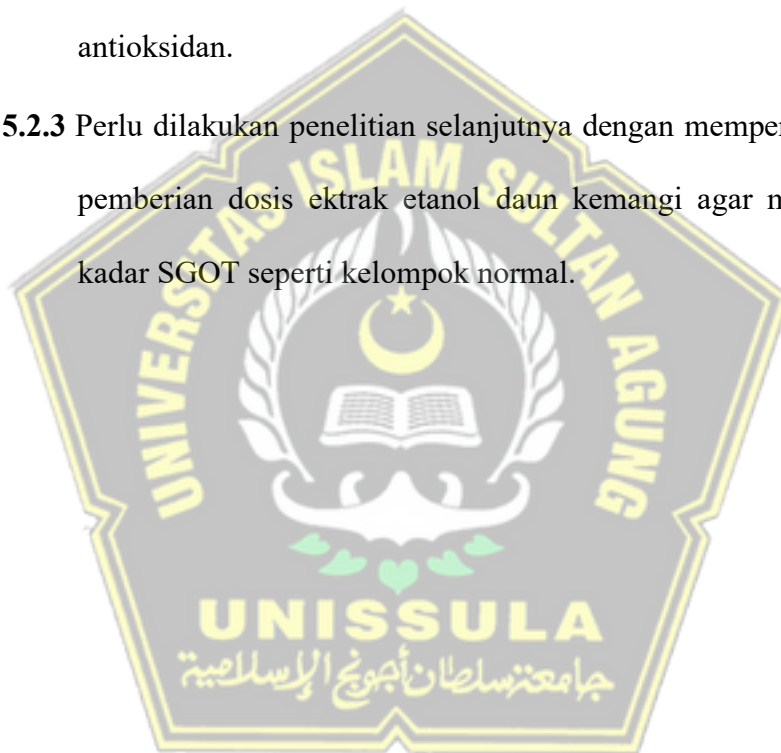 antioksidan.
5.2.3 Perlu dilakukan penelitian selanjutnya dengan
pemberian dosis ektrak etanol daun kemangi agar
kadar SGOT seperti kelompok normal.
UNIVERSITAS ISLAM SULTAN AGUNG
UNISSULA
جامعة سلطان أجونج الإسلامية